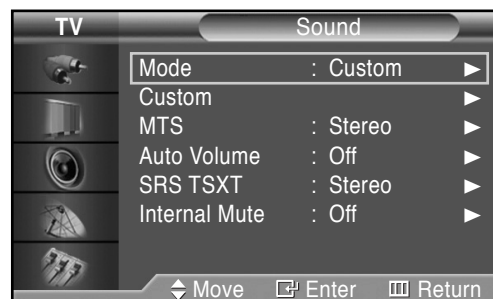 TV Sound
Mode : Custom ►
Custom ►
MTS : Stereo ►
Auto Volume : Off ►
SRS TSXT : Stereo ►
Internal Mute : Off ►
Move Enter Return